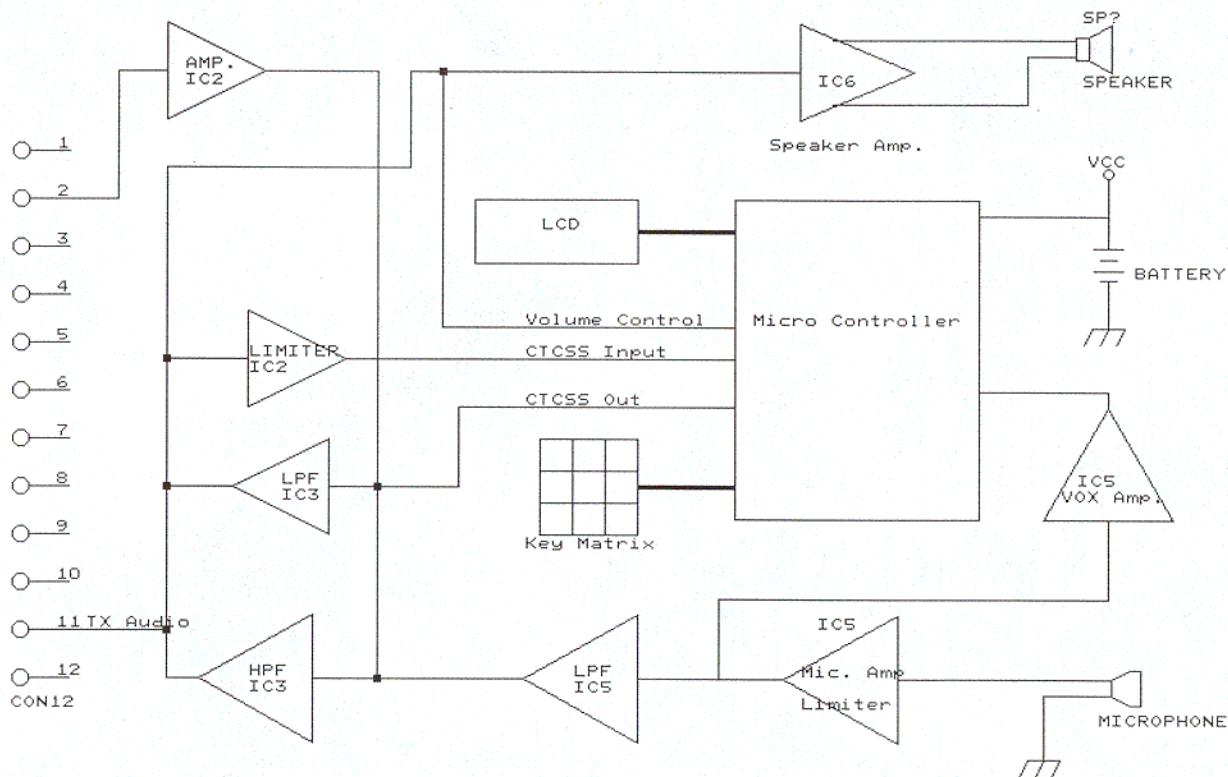 SP?
AMP.
IC2
IC6
SPEAKER
1
Speaker Amp.
VCC
2
LCD
3
BATTERY
4
Volume Control
Micro Controller
5
LIMITER
IC2
CTCSS Input
6
CTCSS Out
7
LPF
IC3
8
IC5
VOX Amp.
9
Key Matrix
10
11 TX Audio
IC5
12
HPF
IC3
LPF
IC5
Mic. Amp
Limiter
CON12
MICROPHONE